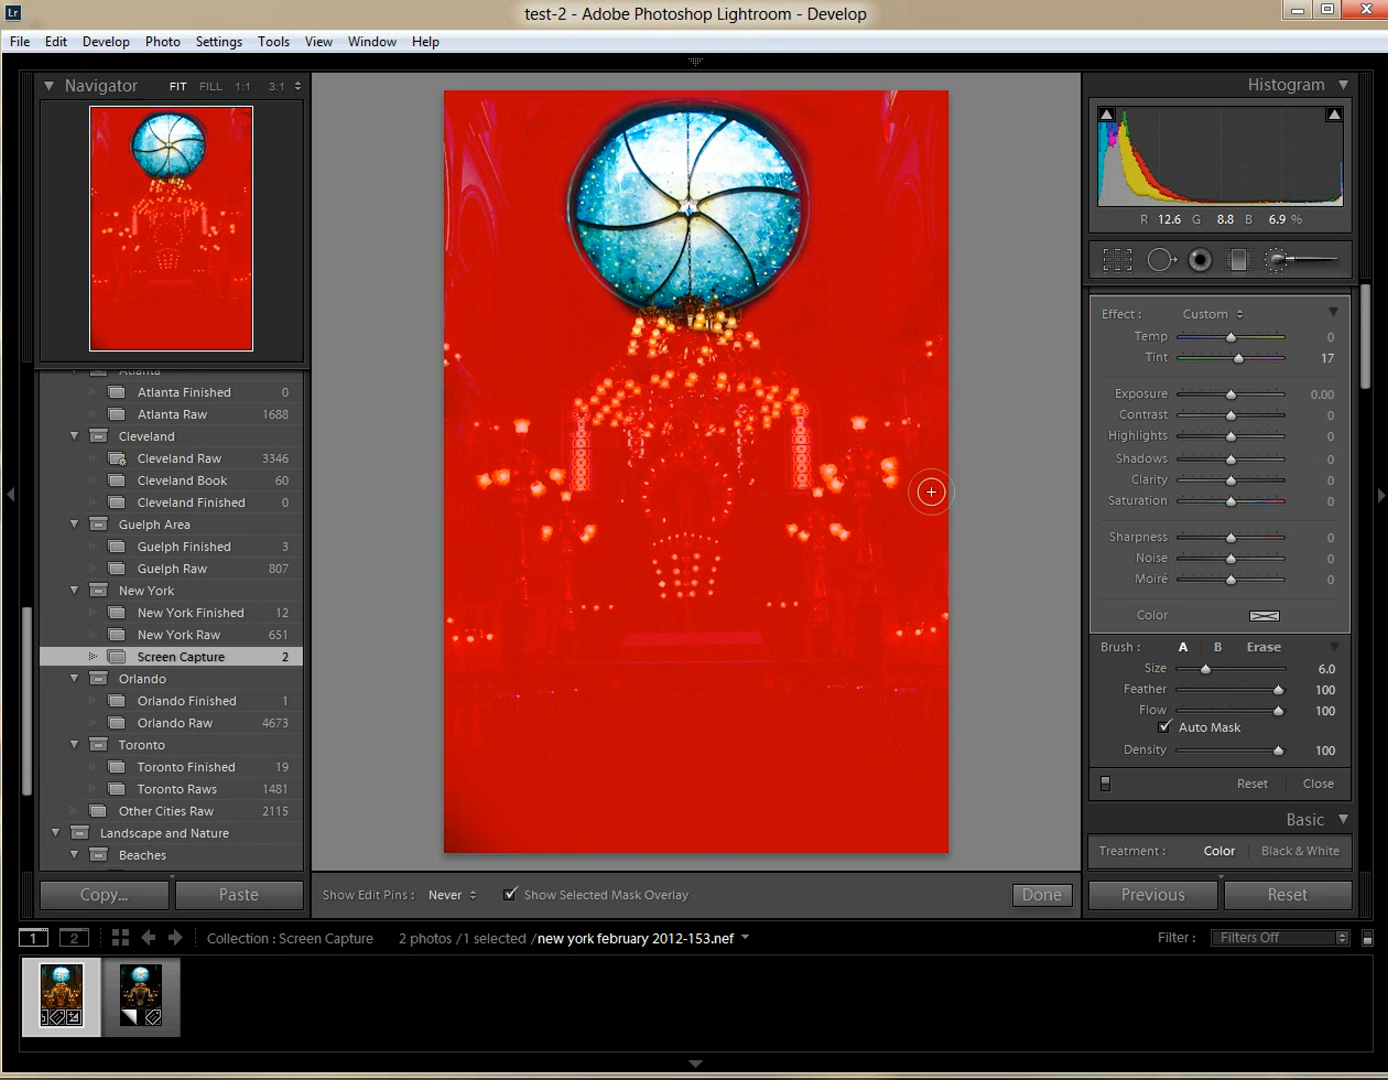 Lr
test-2 - Adobe Photoshop Lightroom - Develop
File Edit Develop Photo Settings Tools View Window Help
Navigator FIT FILL 1:1 3:1
Atlanta
Atlanta Finished 0
Atlanta Raw 1688
Cleveland
Cleveland Raw 3346
Cleveland Book 60
Cleveland Finished 0
Guelph Area
Guelph Finished 3
Guelph Raw 807
New York
New York Finished 12
New York Raw 651
Screen Capture 2
Orlando
Orlando Finished 1
Orlando Raw 4673
Toronto
Toronto Finished 19
Toronto Raws 1481
Other Cities Raw 2115
Landscape and Nature
Beaches
Copy... Paste
Show Edit Pins : Never Show Selected Mask Overlay Done
Histogram
R 12.6 G 8.8 B 6.9 %
Effect : Custom
Temp 0
Tint 17
Exposure 0.00
Contrast 0
Highlights 0
Shadows 0
Clarity 0
Saturation 0
Sharpness 0
Noise 0
Moiré 0
Color
Brush : A B Erase
Size 6.0
Feather 100
Flow 100
Auto Mask
Density 100
Reset Close
Basic
Treatment : Color Black & White
Previous Reset
1 2 Collection : Screen Capture 2 photos /1 selected /new york february 2012-153.nef Filter : Filters Off